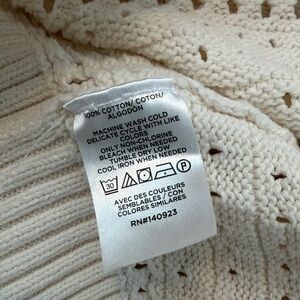 100% COTTON/ COTON/
ALGODÓN
MACHINE WASH COLD
DELICATE CYCLE WITH LIKE
COLORS
ONLY NON-CHLORINE
BLEACH WHEN NEEDED
TUMBLE DRY LOW
COOL IRON WHEN NEEDED
30 P
AVEC DES COULEURS
SEMBLABLES / CON
COLORES SIMILARES
RN#140923